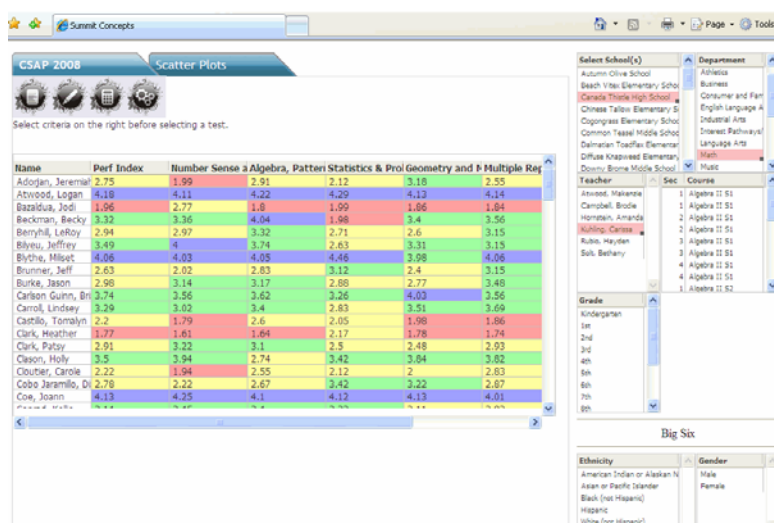 Summit Concepts
Page
Tools
CSAP 2008
Scatter Plots
Select criteria on the right before selecting a test.
Name Perf Index Number Sense a Algebra, Patter Statistics & Pro Geometry and M Multiple Rep
Adorjan, Jeremiah 2.75 1.99 2.91 2.12 3.18 2.55
Atwood, Logan 4.18 4.11 4.22 4.29 4.13 4.14
Bazaldua, Jodi 1.96 2.77 1.8 1.99 1.86 1.84
Beckman, Becky 3.32 3.36 4.04 1.98 3.4 3.56
Berryhill, LeRoy 2.94 2.97 3.32 2.71 2.6 3.15
Bilyeu, Jeffrey 3.49 4 3.74 2.63 3.31 3.15
Blythe, Milset 4.06 4.03 4.05 4.46 3.98 4.06
Brunner, Jeff 2.63 2.02 2.83 3.12 2.4 3.15
Burke, Jason 2.98 3.14 3.17 2.88 2.77 3.48
Carlson Guinn, Bri 3.74 3.56 3.62 3.26 4.03 3.56
Carrol, Lindsey 3.29 3.02 3.4 2.83 3.51 3.69
Castillo, Tomalyn 2.2 1.79 2.6 2.05 1.98 1.86
Clark, Heather 1.77 1.61 1.64 2.17 1.78 1.74
Clark, Patsy 2.91 3.22 3.1 2.5 2.48 2.93
Clason, Holly 3.5 3.94 2.74 3.42 3.84 3.82
Cloutier, Carole 2.22 1.94 2.55 2.12 2 2.83
Cobo Jaramillo, Di 2.78 2.22 2.67 3.42 3.22 2.87
Coe, Joann 4.13 4.25 4.1 4.12 4.13 4.01
Select School(s)
Autumn Olive School
Beach Vitex Elementary Schoo
Canada Thistle High School
Chinese Tallow Elementary S
Cogongrass Elementary Schoo
Common Teasel Middle Schoo
Dalmatian Toadflax Elementar
Diffuse Knapweed Elementary
Downy Brome Middle School
Department
Athletics
Business
Consumer and Fam
English Language A
Industrial Arts
Interest Pathways/
Language Arts
Math
Music
Teacher
Atwood, Makenzie
Campbell, Brodie
Hornstein, Amanda
Kuhling, Carissa
Rubio, Hayden
Solt, Bethany
Sec Course
1 Algebra II S1
1 Algebra II S1
2 Algebra II S1
2 Algebra II S1
3 Algebra II S1
3 Algebra II S1
4 Algebra II S1
4 Algebra II S1
1 Algebra II S2
Grade
Kindergarten
1st
2nd
3rd
4th
5th
6th
7th
8th
Big Six
Ethnicity
American Indian or Alaskan N
Asian or Pacific Islander
Black (not Hispanic)
Hispanic
White (not Hispanic)
Gender
Male
Female